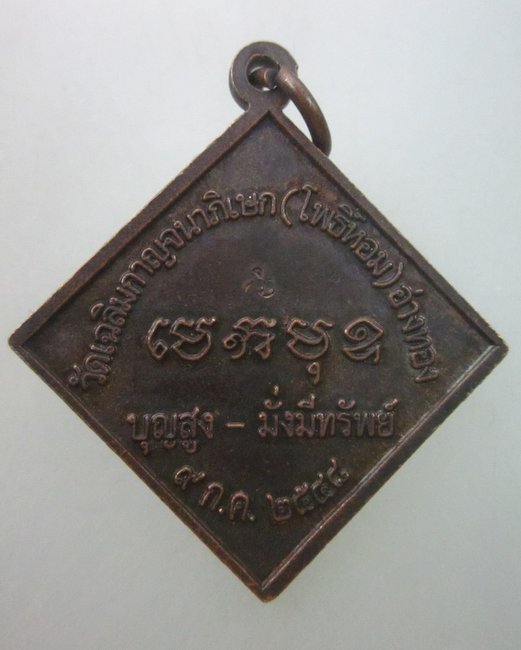 วัดเฉลิมกาญจนาภิเษก (โพธิ์หอม) อ่างทอง
บุญสูง - มั่งมีทรัพย์
๙ ก.ค. ๒๕๔๘